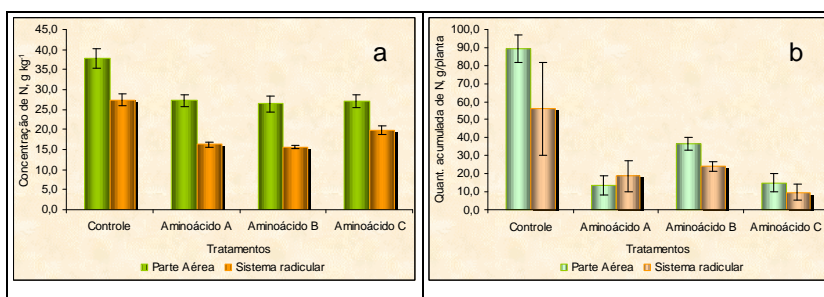 a
Concentração de N, g kg-1
45,0
40,0
35,0
30,0
25,0
20,0
15,0
10,0
5,0
0,0
Controle Aminoácido A Aminoácido B Aminoácido C
Tratamentos
Parte Aérea Sistema radicular
b
Quant. acumulada de N, g/planta
100,0
90,0
80,0
70,0
60,0
50,0
40,0
30,0
20,0
10,0
0,0
Controle Aminoácido A Aminoácido B Aminoácido C
Tratamentos
Parte Aérea Sistema radicular